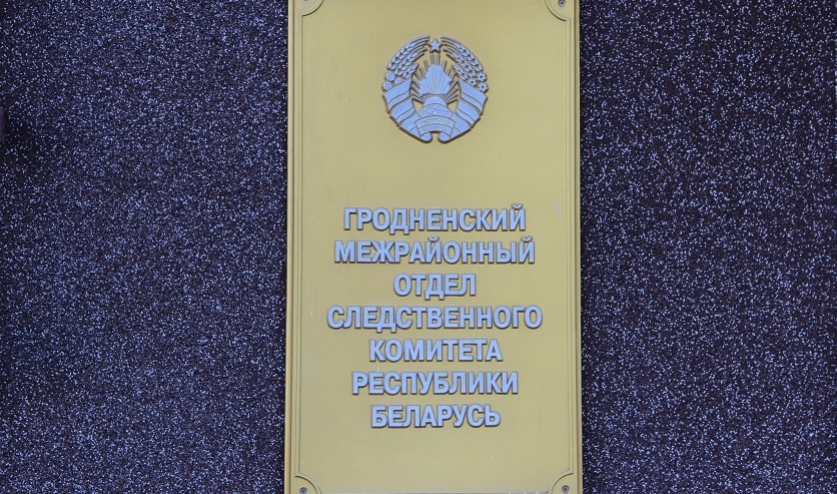 ГРОДНЕНСКИЙ
МЕЖРАЙОННЫЙ
ОТДЕЛ
СЛЕДСТВЕННОГО
КОМИТЕТА
РЕСПУБЛИКИ
БЕЛАРУСЬ